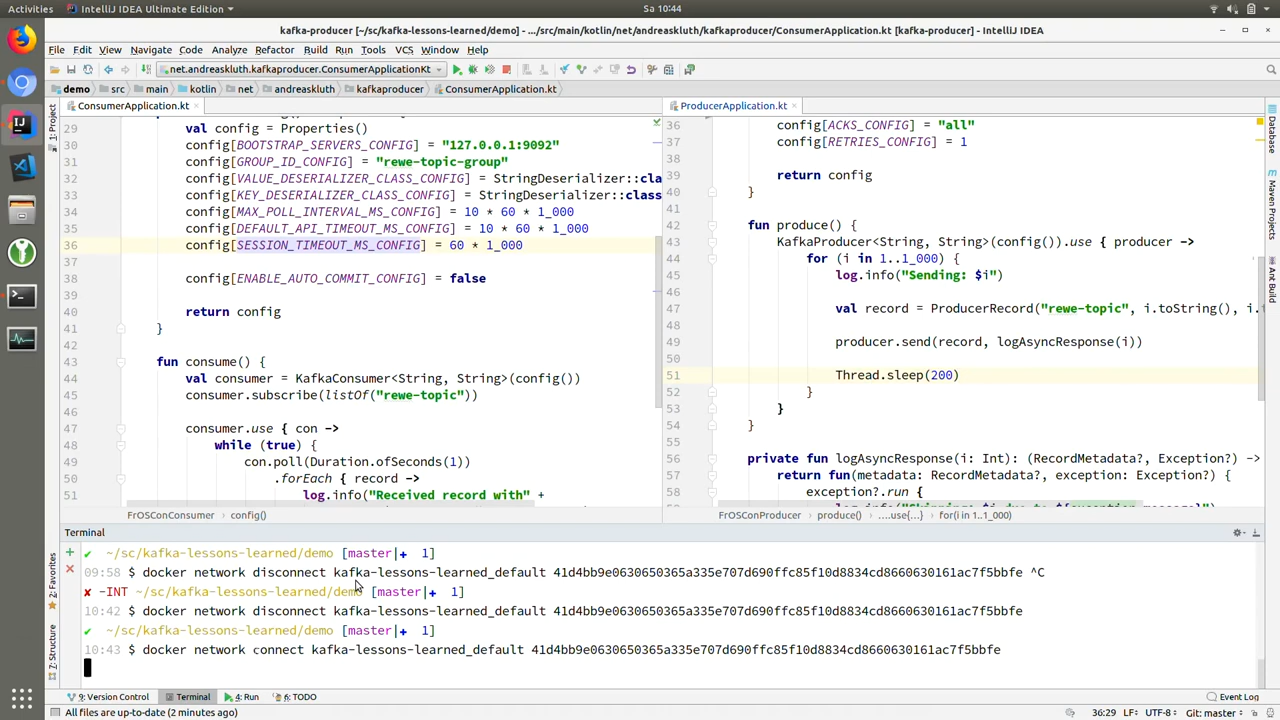 Activities
IntelliJ IDEA Ultimate Edition
Sa 10:44
kafka-producer [~/sc/kafka-lessons-learned/demo] - .../src/main/kotlin/net/andreaskluth/kafkaproducer/ConsumerApplication.kt [kafka-producer] - IntelliJ IDEA
File Edit View Navigate Code Analyze Refactor Build Run Tools VCS Window Help
net.andreaskluth.kafkaproducer.ConsumerApplicationKt
demo src main kotlin net andreaskluth kafkaproducer ConsumerApplication.kt
ConsumerApplication.kt
29 val config = Properties()
30 config[BOOTSTRAP_SERVERS_CONFIG] = "127.0.0.1:9092"
31 config[GROUP_ID_CONFIG] = "rewe-topic-group"
32 config[VALUE_DESERIALIZER_CLASS_CONFIG] = StringDeserializer::cla
33 config[KEY_DESERIALIZER_CLASS_CONFIG] = StringDeserializer::class
34 config[MAX_POLL_INTERVAL_MS_CONFIG] = 10 * 60 * 1_000
35 config[DEFAULT_API_TIMEOUT_MS_CONFIG] = 10 * 60 * 1_000
36 config[SESSION_TIMEOUT_MS_CONFIG] = 60 * 1_000
37
38 config[ENABLE_AUTO_COMMIT_CONFIG] = false
39
40 return config
41 }
42
43 fun consume() {
44 val consumer = KafkaConsumer<String, String>(config())
45 consumer.subscribe(listOf("rewe-topic"))
46
47 consumer.use { con ->
48 while (true) {
49 con.poll(Duration.ofSeconds(1))
50 .forEach { record ->
51 log.info("Received record with" +
FrOSConConsumer config()
ProducerApplication.kt
36 config[ACKS_CONFIG] = "all"
37 config[RETRIES_CONFIG] = 1
38
39 return config
40 }
41
42 fun produce() {
43 KafkaProducer<String, String>(config()).use { producer ->
44 for (i in 1..1_000) {
45 log.info("Sending: $i")
46
47 val record = ProducerRecord("rewe-topic", i.toString(), i.
48
49 producer.send(record, logAsyncResponse(i))
50
51 Thread.sleep(200)
52 }
53 }
54 }
55
56 private fun logAsyncResponse(i: Int): (RecordMetadata?, Exception?) ->
57 return fun(metadata: RecordMetadata?, exception: Exception?) {
58 exception?.run {
FrOSConProducer produce() ....use{...} for(i in 1..1_000)
1: Project
2: Favorites
7: Structure
Database
Maven Projects
Ant Build
Terminal
✔ ~/sc/kafka-lessons-learned/demo [master|✚ 1]
09:58 $ docker network disconnect kafka-lessons-learned_default 41d4bb9e0630650365a335e707d690ffc85f10d8834cd8660630161ac7f5bbfe ^C
✘ -INT ~/sc/kafka-lessons-learned/demo [master|✚ 1]
10:42 $ docker network disconnect kafka-lessons-learned_default 41d4bb9e0630650365a335e707d690ffc85f10d8834cd8660630161ac7f5bbfe
✔ ~/sc/kafka-lessons-learned/demo [master|✚ 1]
10:43 $ docker network connect kafka-lessons-learned_default 41d4bb9e0630650365a335e707d690ffc85f10d8834cd8660630161ac7f5bbfe
9: Version Control Terminal 4: Run 6: TODO Event Log
All files are up-to-date (2 minutes ago) 36:29 LF÷ UTF-8÷ Git: master÷